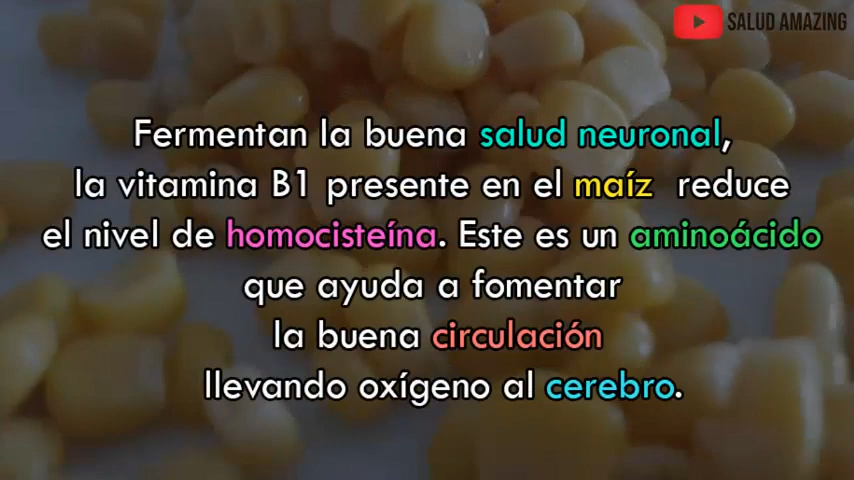 SALUD AMAZING
Fermentan la buena salud neuronal,
la vitamina B1 presente en el maíz reduce
el nivel de homocisteína. Este es un aminoácido
que ayuda a fomentar
la buena circulación
llevando oxígeno al cerebro.